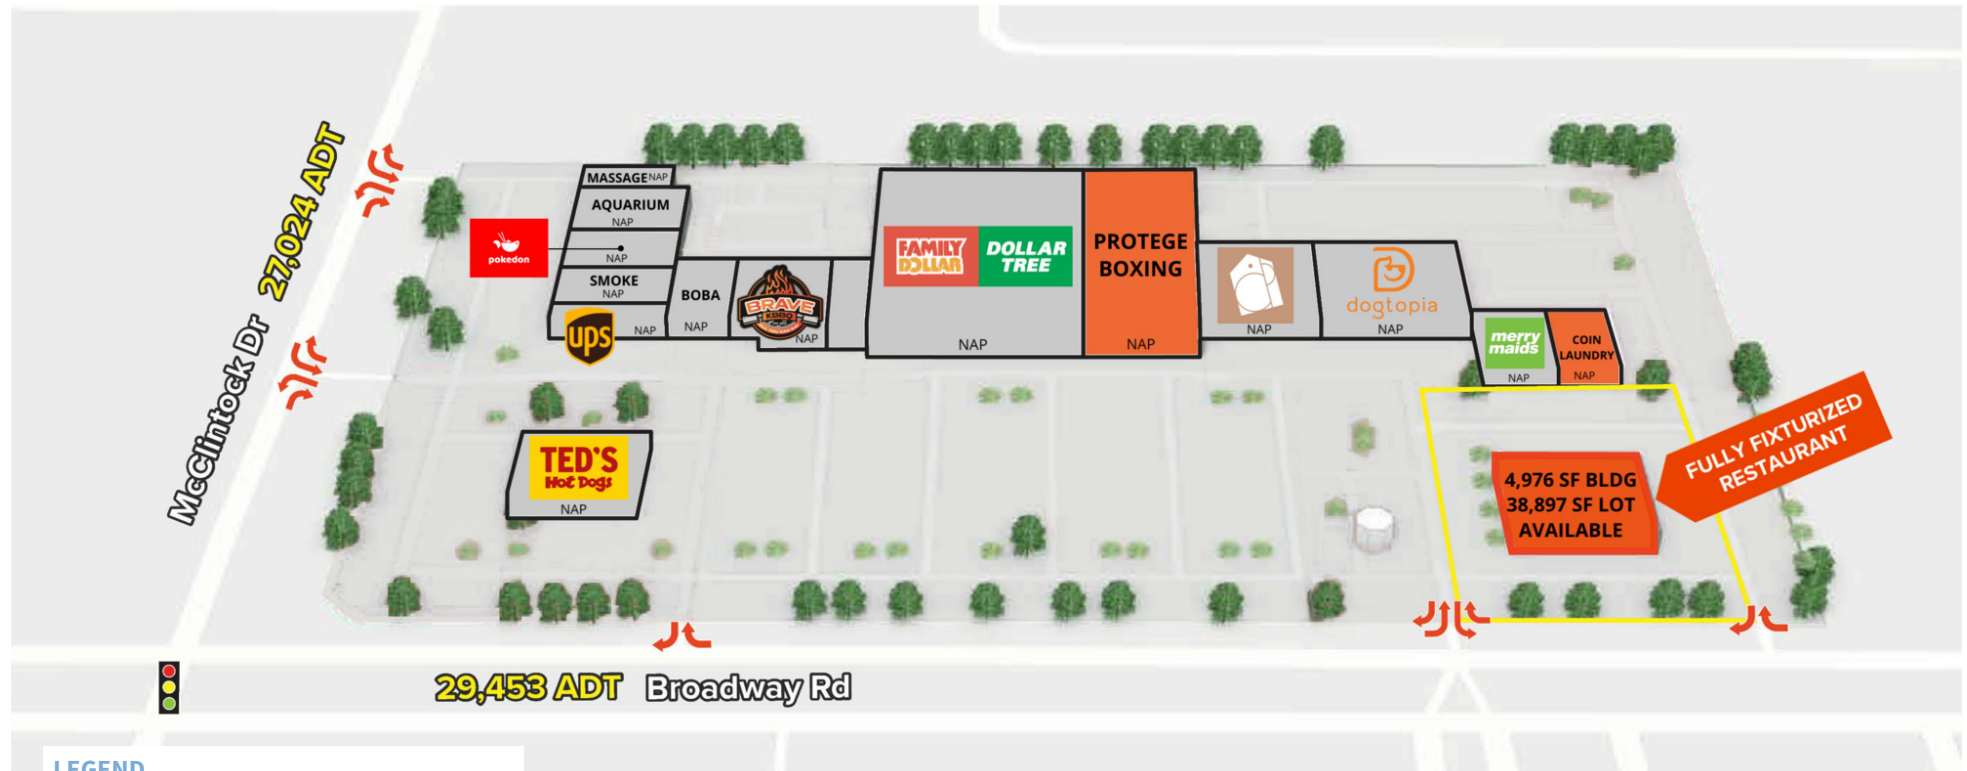 McClintock Dr 27,024 ADT
MASSAGE NAP
AQUARIUM
NAP
pokedon
NAP
SMOKE
NAP
ups
NAP
BOBA
NAP
BRAVE
KBBQ
NAP
FAMILY
DOLLAR
DOLLAR
TREE
NAP
PROTEGE
BOXING
NAP
NAP
dogtopia
NAP
merry
maids
NAP
COIN
LAUNDRY
NAP
TED'S
Hot Dogs
NAP
4,976 SF BLDG
38,897 SF LOT
AVAILABLE
FULLY FIXTURIZED
RESTAURANT
29,453 ADT Broadway Rd
LEGEND